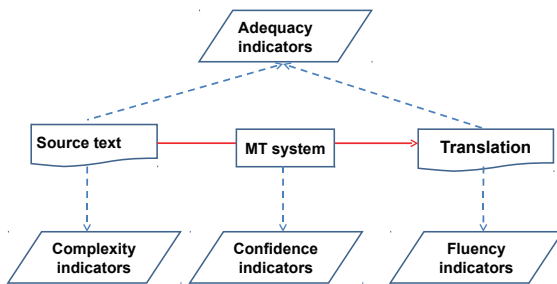 Adequacy
indicators
Source text
MT system
Translation
Complexity
indicators
Confidence
indicators
Fluency
indicators